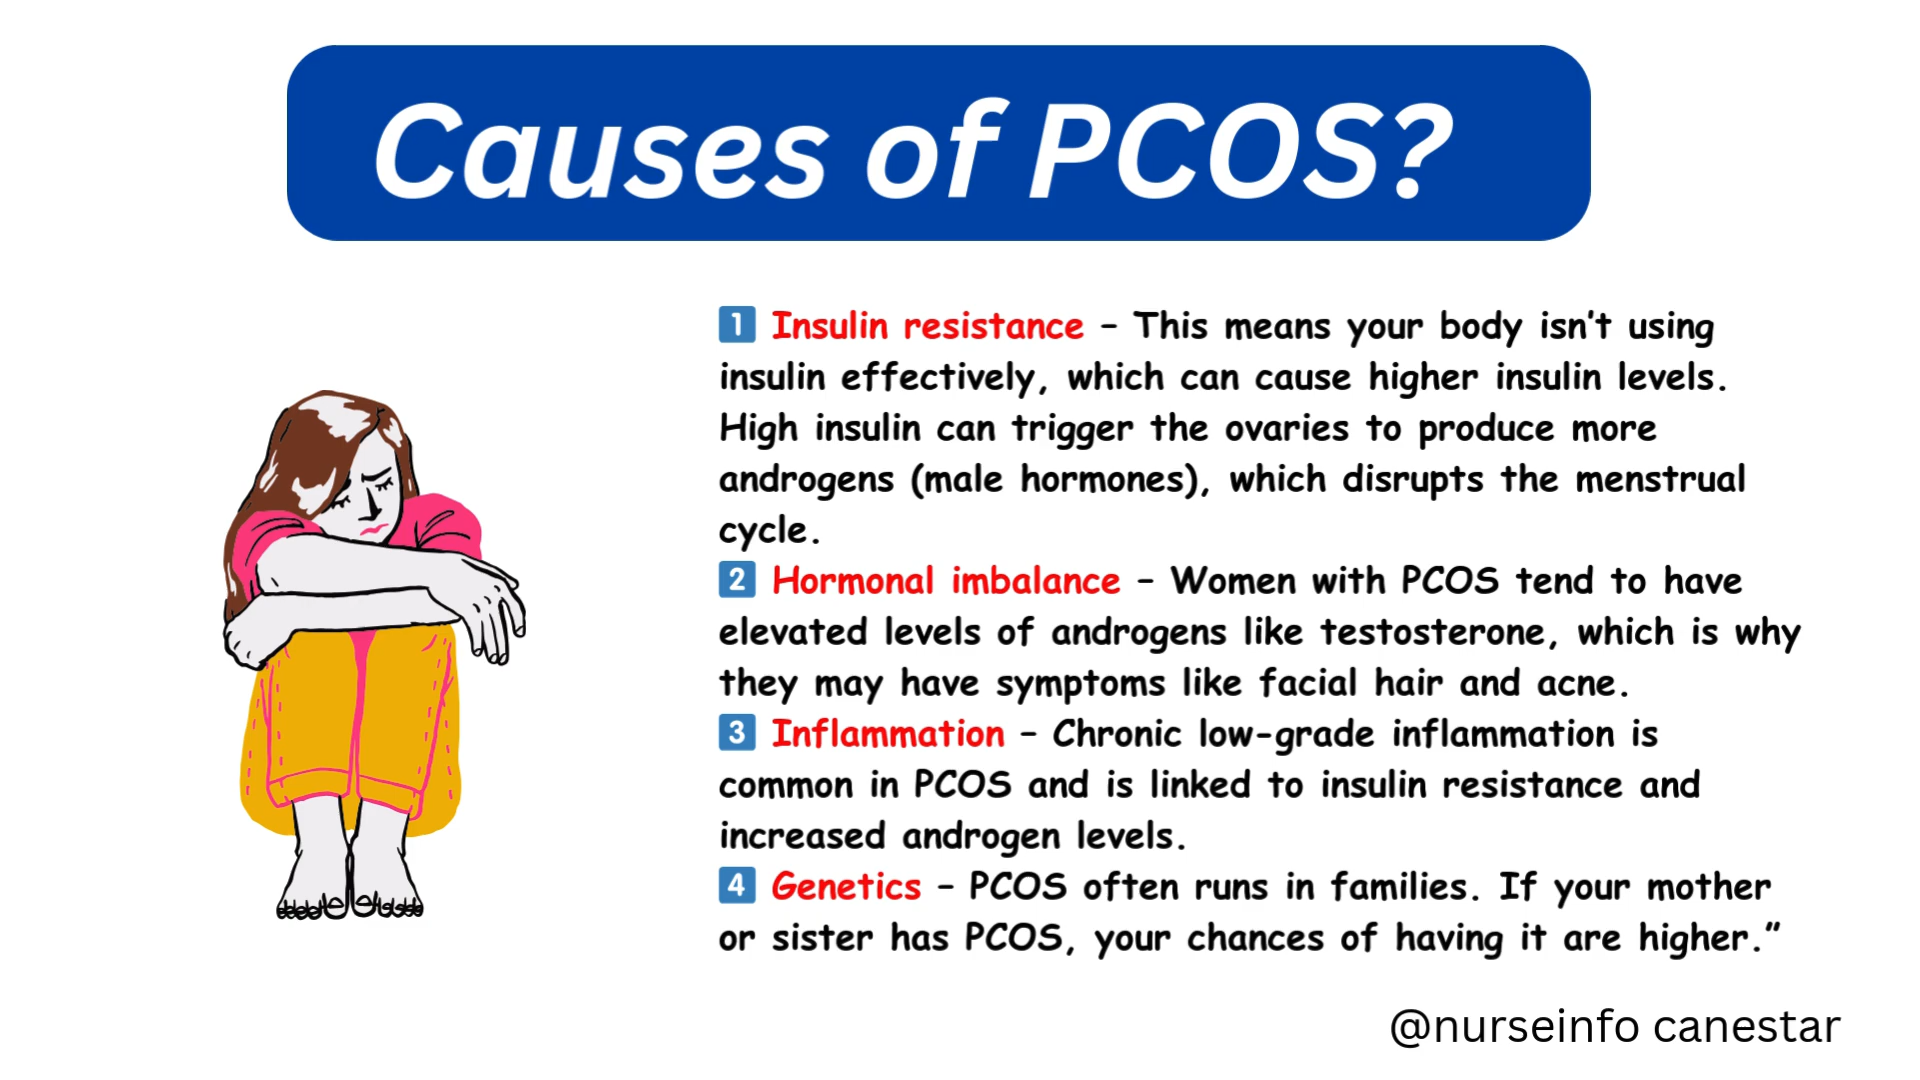 Causes of PCOS?
1 Insulin resistance – This means your body isn't using
insulin effectively, which can cause higher insulin levels.
High insulin can trigger the ovaries to produce more
androgens (male hormones), which disrupts the menstrual
cycle.
2 Hormonal imbalance – Women with PCOS tend to have
elevated levels of androgens like testosterone, which is why
they may have symptoms like facial hair and acne.
3 Inflammation – Chronic low-grade inflammation is
common in PCOS and is linked to insulin resistance and
increased androgen levels.
4 Genetics – PCOS often runs in families. If your mother
or sister has PCOS, your chances of having it are higher.”
@nurseinfo canestar